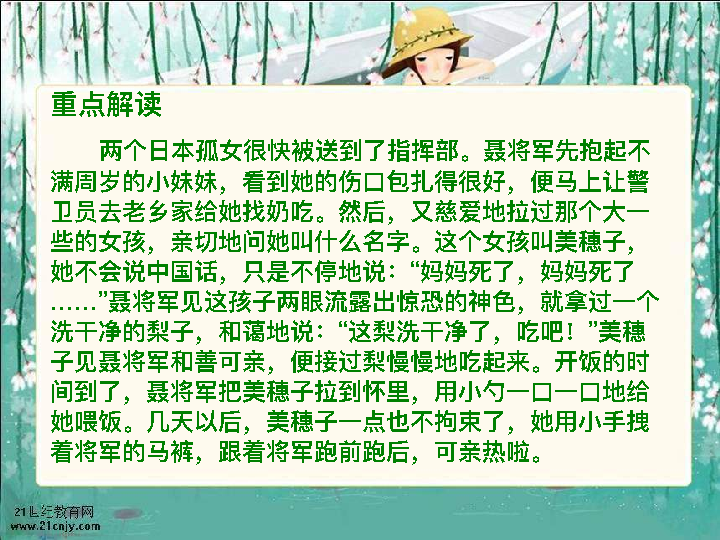 重点解读
两个日本孤女很快被送到了指挥部。聂将军先抱起不
满周岁的小妹妹，看到她的伤口包扎得很好，便马上让警
卫员去老乡家给她找奶吃。然后，又慈爱地拉过那个大一
些的女孩，亲切地问她叫什么名字。这个女孩叫美穗子，
她不会说中国话，只是不停地说：“妈妈死了，妈妈死了
……”聂将军见这孩子两眼流露出惊恐的神色，就拿过一个
洗干净的梨子，和蔼地说：“这梨洗干净了，吃吧！”美穗
子见聂将军和善可亲，便接过梨慢慢地吃起来。开饭的时
间到了，聂将军把美穗子拉到怀里，用小勺一口一口地给
她喂饭。几天以后，美穗子一点也不拘束了，她用小手拽
着将军的马裤，跟着将军跑前跑后，可亲热啦。
21世纪教育网
www.21cnjy.com